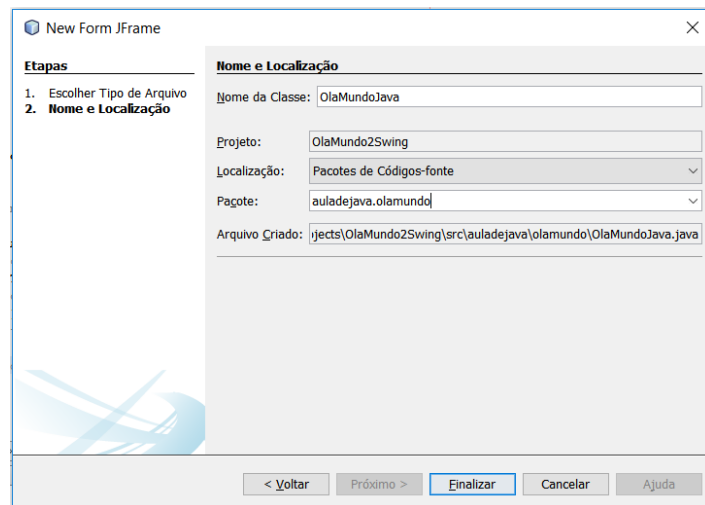 New Form JFrame
Etapas
1. Escolher Tipo de Arquivo
2. Nome e Localização
Nome e Localização
Nome da Classe: OlaMundoJava
Projeto: OlaMundo2Swing
Localização: Pacotes de Códigos-fonte
Pacote: auladejava.olamundo
Arquivo Criado: ojects\OlaMundo2Swing\src\auladejava\olamundo\OlaMundoJava.java
< Voltar Próximo > Finalizar Cancelar Ajuda